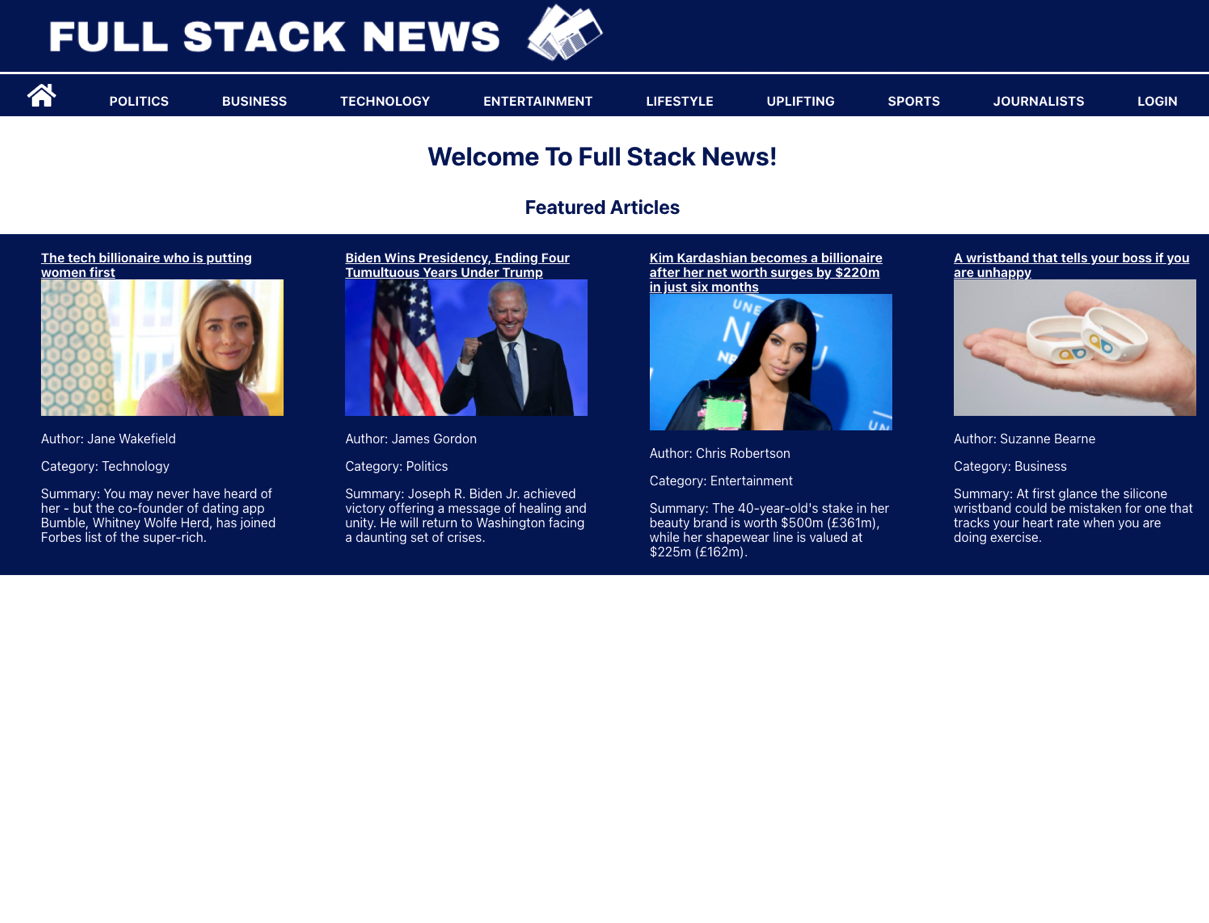 FULL STACK NEWS
POLITICS BUSINESS TECHNOLOGY ENTERTAINMENT LIFESTYLE UPLIFTING SPORTS JOURNALISTS LOGIN
Welcome To Full Stack News!
Featured Articles
The tech billionaire who is putting
women first
Author: Jane Wakefield
Category: Technology
Summary: You may never have heard of
her - but the co-founder of dating app
Bumble, Whitney Wolfe Herd, has joined
Forbes list of the super-rich.
Biden Wins Presidency, Ending Four
Tumultuous Years Under Trump
Author: James Gordon
Category: Politics
Summary: Joseph R. Biden Jr. achieved
victory offering a message of healing and
unity. He will return to Washington facing
a daunting set of crises.
Kim Kardashian becomes a billionaire
after her net worth surges by $220m
in just six months
UNE
Author: Chris Robertson
Category: Entertainment
Summary: The 40-year-old's stake in her
beauty brand is worth $500m (£361m),
while her shapewear line is valued at
$225m (£162m).
A wristband that tells your boss if you
are unhappy
Author: Suzanne Bearne
Category: Business
Summary: At first glance the silicone
wristband could be mistaken for one that
tracks your heart rate when you are
doing exercise.